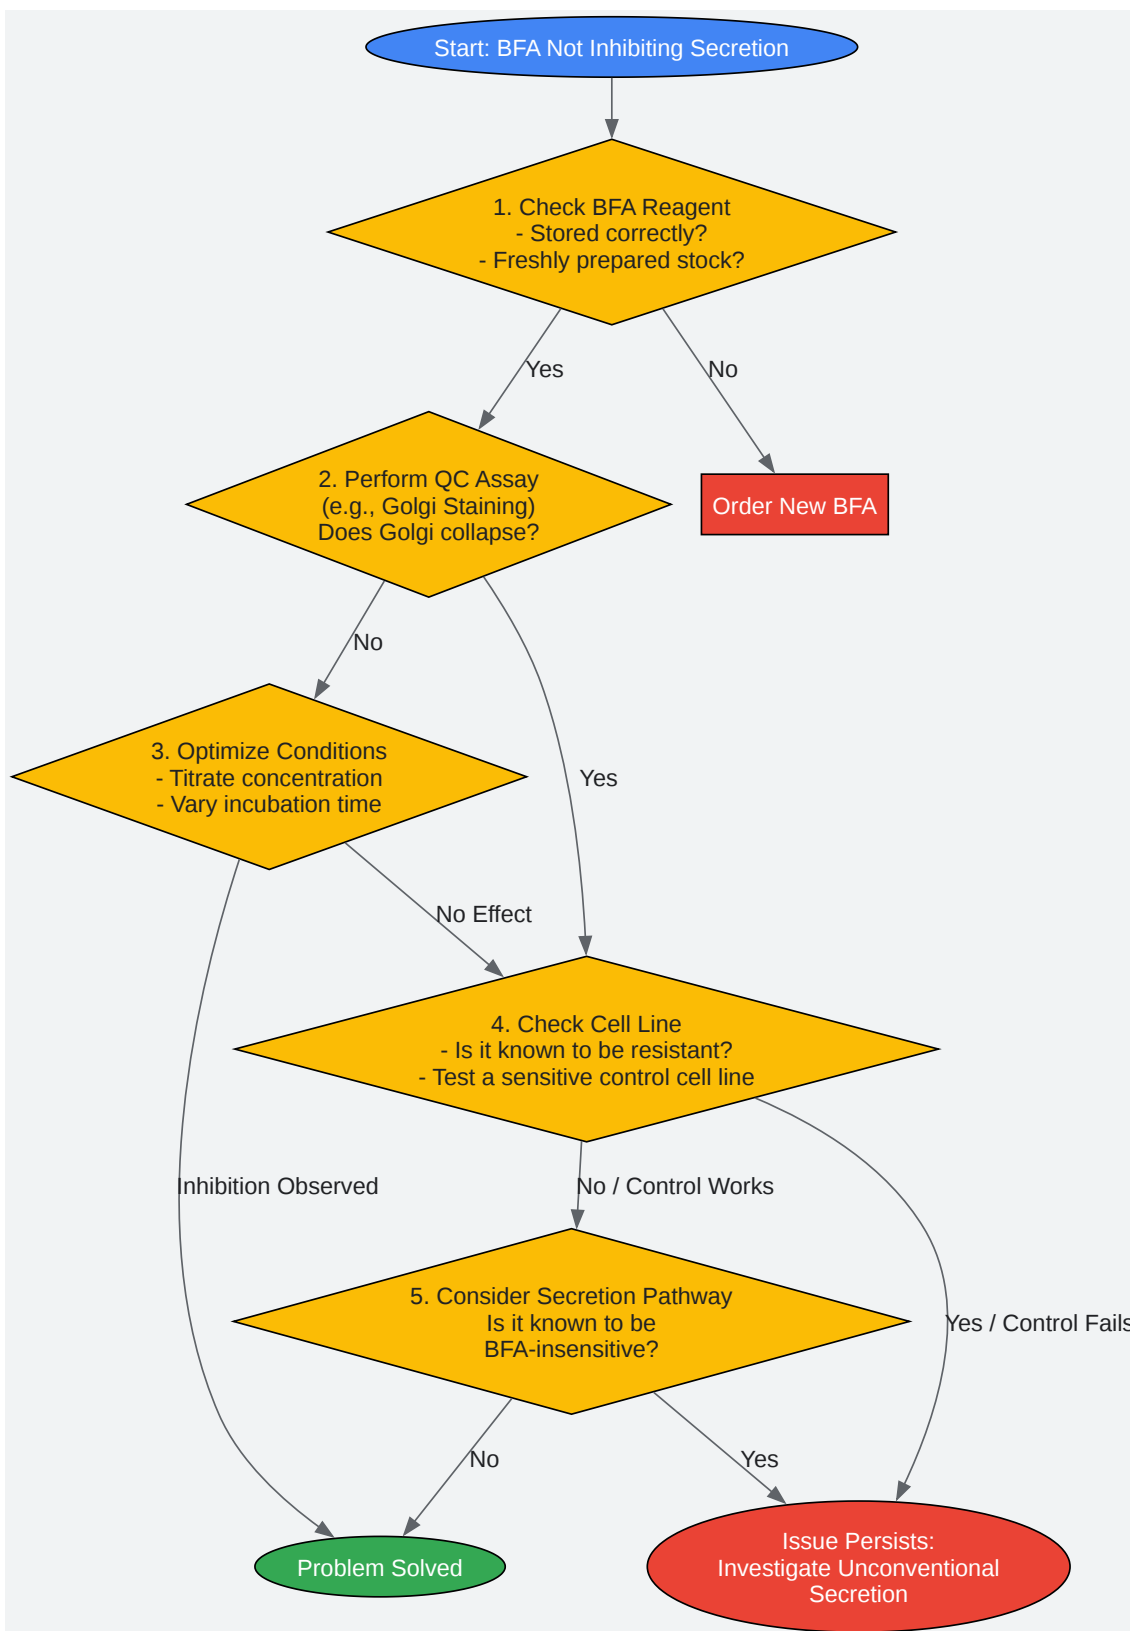 Start: BFA Not Inhibiting Secretion
1. Check BFA Reagent
- Stored correctly?
- Freshly prepared stock?
Yes
No
2. Perform QC Assay
(e.g., Golgi Staining)
Does Golgi collapse?
Order New BFA
No
Yes
3. Optimize Conditions
- Titrate concentration
- Vary incubation time
No Effect
4. Check Cell Line
- Is it known to be resistant?
- Test a sensitive control cell line
Inhibition Observed
No / Control Works
5. Consider Secretion Pathway
Is it known to be
BFA-insensitive?
Yes / Control Fails
No
Yes
Problem Solved
Issue Persists:
Investigate Unconventional
Secretion